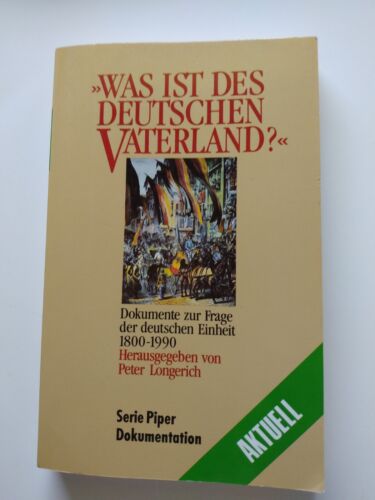 »WAS IST DES
DEUTSCHEN
VATERLAND?«
Dokumente zur Frage
der deutschen Einheit
1800-1990
Herausgegeben von
Peter Longerich
Serie Piper
Dokumentation
AKTUELL